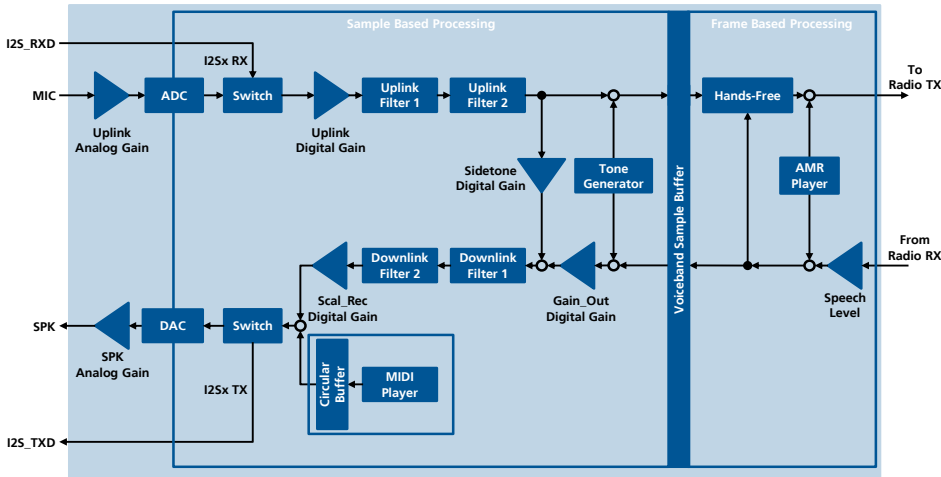 Sample Based Processing
Frame Based Processing
I2S_RXD
I2Sx RX
MIC
ADC
Switch
Uplink
Filter 1
Uplink
Filter 2
Hands-Free
To
Radio TX
Uplink
Analog Gain
Uplink
Digital Gain
Sidetone
Digital Gain
Tone
Generator
Voiceband Sample Buffer
AMR
Player
From
Radio RX
Downlink
Filter 2
Downlink
Filter 1
Scal_Rec
Digital Gain
Gain_Out
Digital Gain
Speech
Level
SPK
DAC
Switch
SPK
Analog Gain
I2Sx TX
Circular
Buffer
MIDI
Player
I2S_TXD